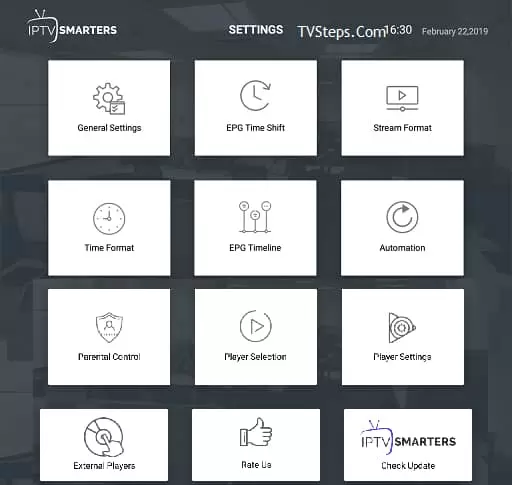 IPTV SMARTERS
SETTINGS
TVSteps.Com
16:30
February 22,2019
General Settings
EPG Time Shift
Stream Format
Time Format
EPG Timeline
Automation
Parental Control
Player Selection
Player Settings
External Players
Rate Us
IPTV SMARTERS
Check Update